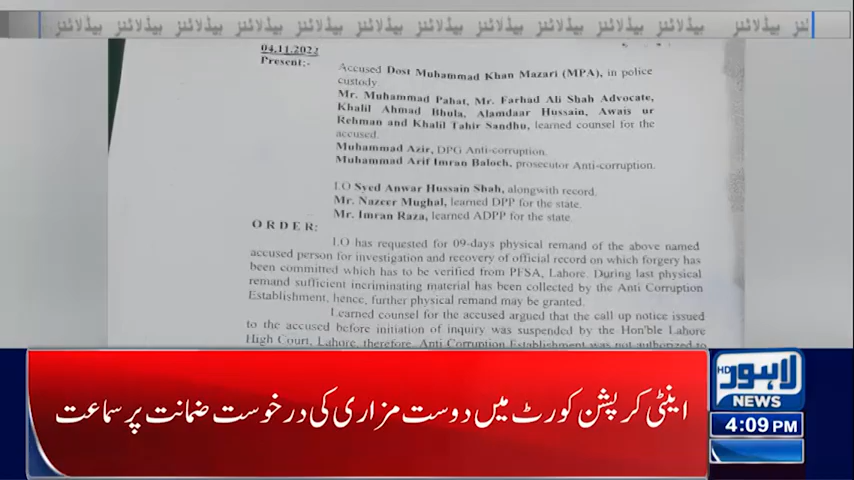 ہیڈلائنز ہیڈلائنز ہیڈلائنز ہیڈلائنز ہیڈلائنز ہیڈلائنز ہیڈلائنز ہیڈلائنز
04.11.2022
Present:-
Accused Dost Muhammad Khan Mazari (MPA), in police
custody
Mr. Muhammad Pahat, Mr. Farhad Ali Shah Advocate,
Khalil Ahmad Bhula, Alamdaar Hussain, Awais ur
Rehman and Khalil Tahir Sandhu, learned counsel for the
accused.
Muhammad Azir, DPG Anti-corruption.
Muhammad Arif Imran Baloch, prosecutor Anti-corruption.
I.O Syed Anwar Hussain Shah, alongwith record.
Mr. Nazeer Mughal, learned DPP for the state.
Mr. Imran Raza, learned ADPP for the state.
ORDER:
I.O has requested for 09-days physical remand of the above named
accused person for investigation and recovery of official record on which forgery has
been committed which has to be verified from PFSA, Lahore. During last physical
remand sufficient incriminating material has been collected by the Anti Corruption
Establishment, hence, further physical remand may be granted.
Learned counsel for the accused argued that the call up notice issued
to the accused before initiation of inquiry was suspended by the Hon'ble Lahore
High Court, Lahore, therefore, Anti Corruption Establishment was not authorized to
اینٹی کرپشن کورٹ میں دوست مزاری کی درخوست ضمانت پر سماعت
لاہور
HD
NEWS
4:09 PM